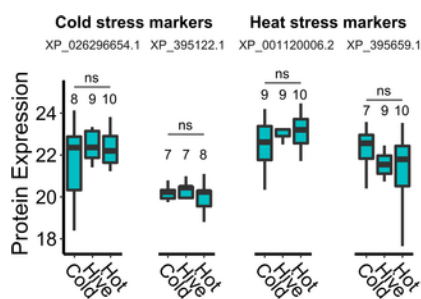 Cold stress markers Heat stress markers
XP_026296654.1 XP_395122.1 XP_001120006.2 XP_395659.1
Protein Expression
24
22
20
18
ns
8 9 10
ns
7 7 8
ns
9 9 10
ns
7 9 10
Cold Hive Hot
Cold Hive Hot
Cold Hive Hot
Cold Hive Hot